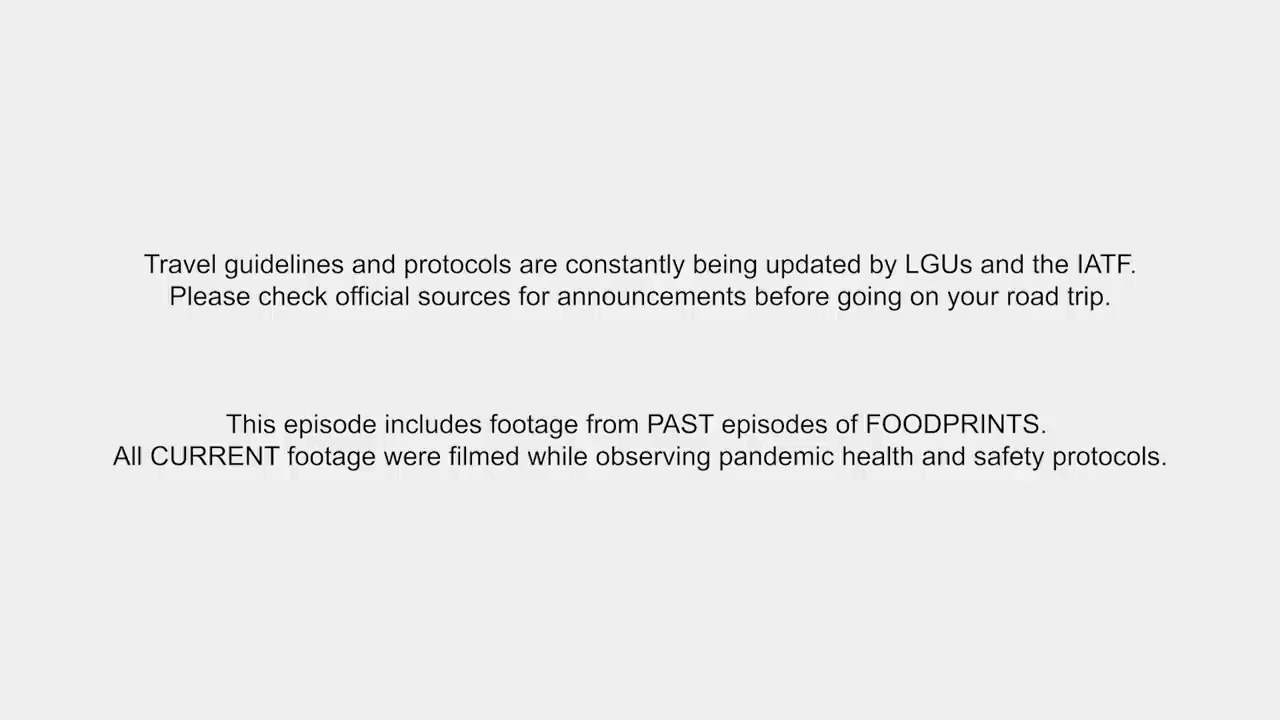 Travel guidelines and protocols are constantly being updated by LGUs and the IATF.
Please check official sources for announcements before going on your road trip.
This episode includes footage from PAST episodes of FOODPRINTS.
All CURRENT footage were filmed while observing pandemic health and safety protocols.